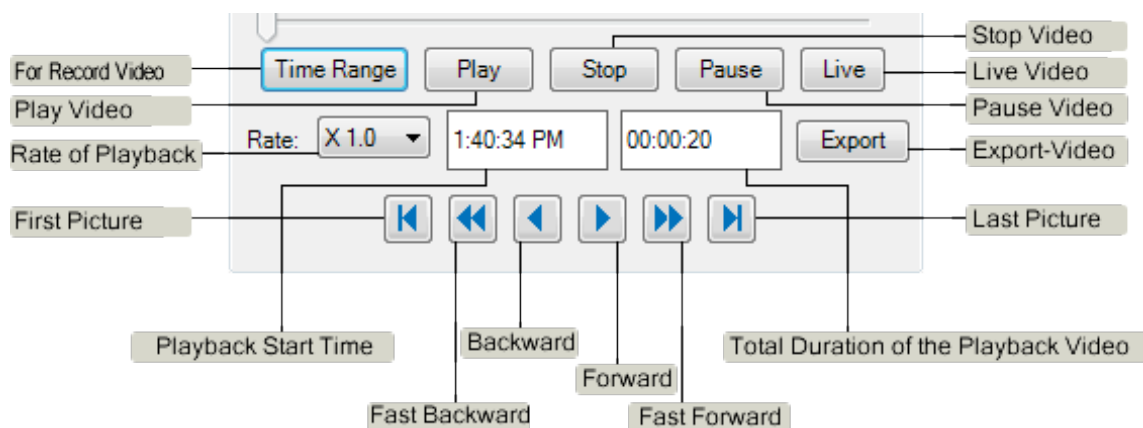 Stop Video
For Record Video
Time Range
Play
Stop
Pause
Live
Live Video
Play Video
Pause Video
Rate:
X 1.0
1:40:34 PM
00:00:20
Export
Rate of Playback
Export-Video
First Picture
Last Picture
Playback Start Time
Backward
Total Duration of the Playback Video
Forward
Fast Backward
Fast Forward